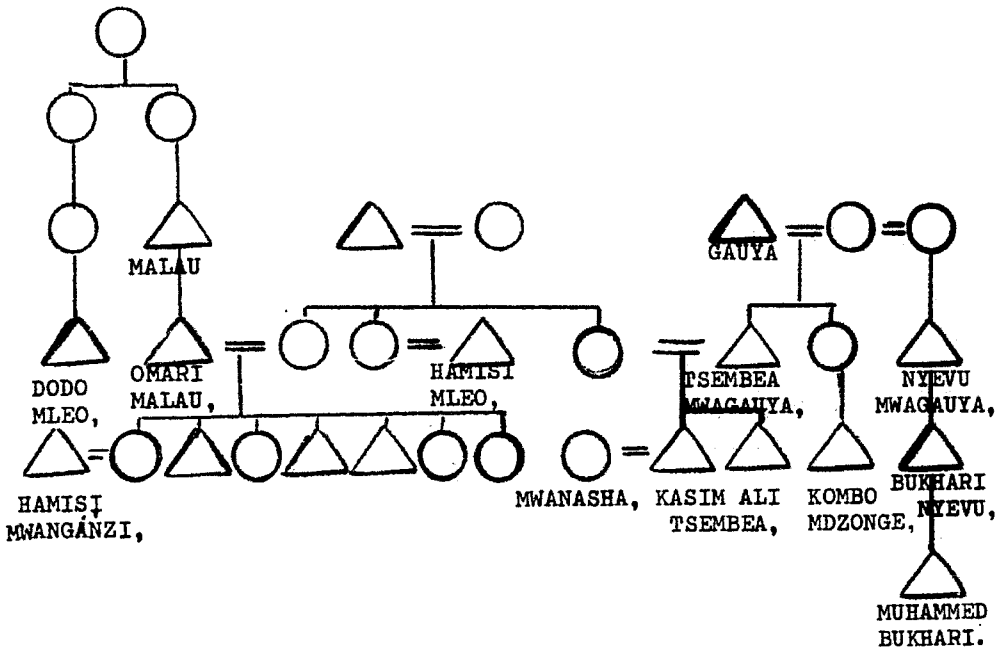 MALAU
GAUYA
DODO
MLEO,
OMARI
MALAU,
HAMISI
MLEO,
TSEMBEA
MWAGAUYA,
NYEVU
MWAGAUYA,
HAMISI
MWANGANZI,
MWANASHA,
KASIM ALI
TSEMBEA,
KOMBO
MDZONGE,
BUKHARI
NYEVU,
MUHAMMED
BUKHARI.